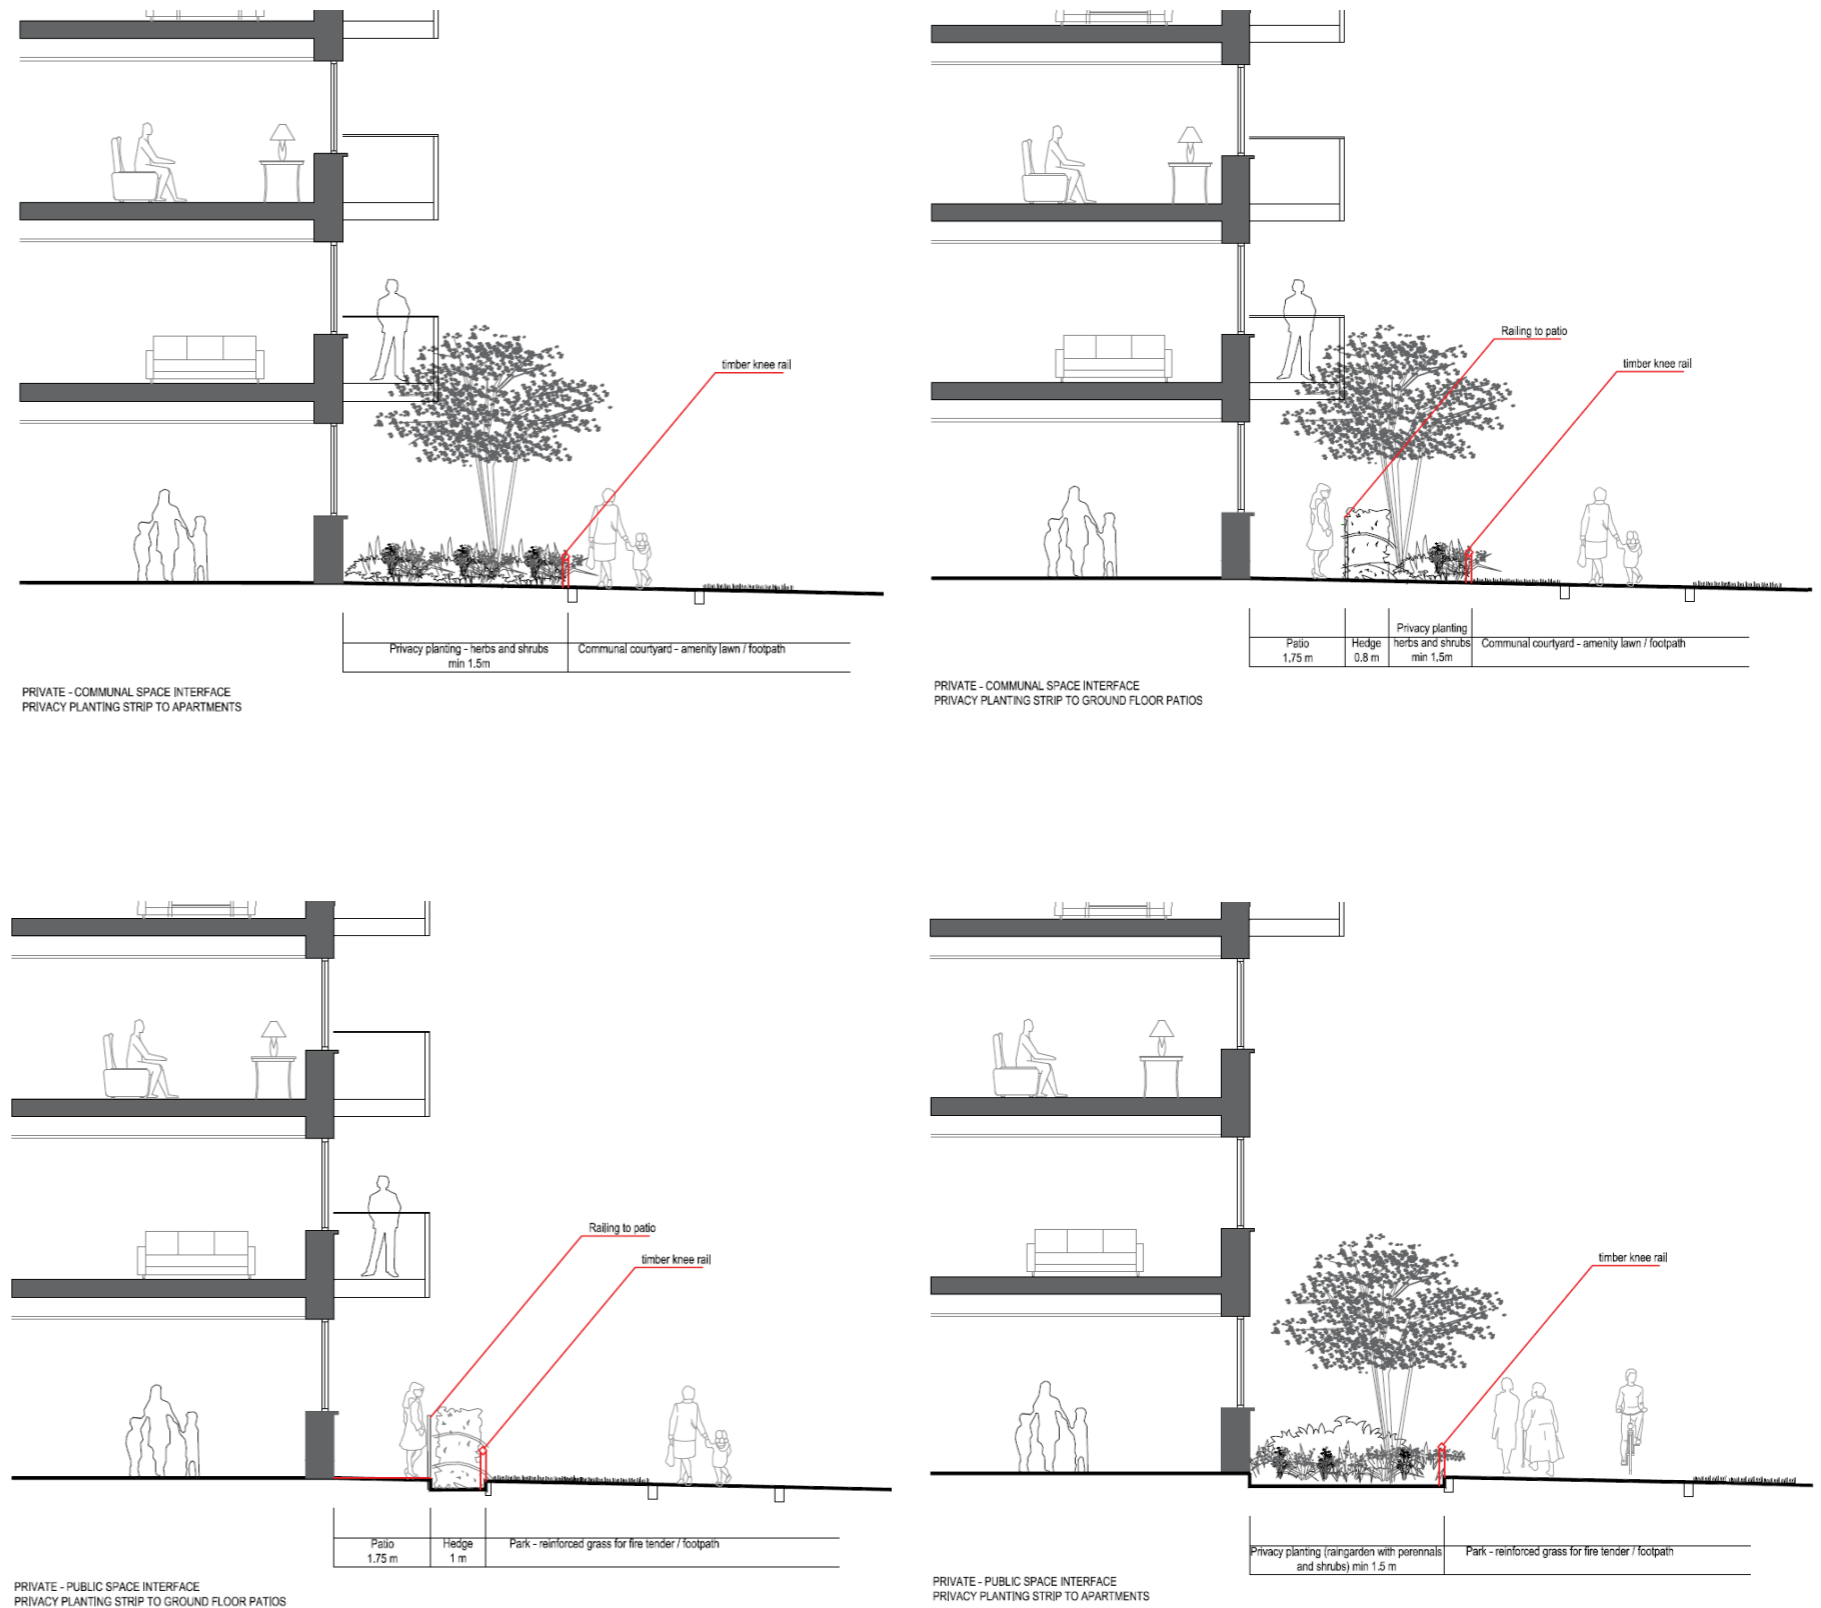 timber knee rail
Privacy planting - herbs and shrubs
min 1.5m
Communal courtyard - amenity lawn / footpath
PRIVATE - COMMUNAL SPACE INTERFACE
PRIVACY PLANTING STRIP TO APARTMENTS
Railing to patio
timber knee rail
Patio
1,75 m
Hedge
0.8 m
Privacy planting
herbs and shrubs
min 1,5m
Communal courtyard - amenity lawn / footpath
PRIVATE - COMMUNAL SPACE INTERFACE
PRIVACY PLANTING STRIP TO GROUND FLOOR PATIOS
Railing to patio
timber knee rail
Patio
1.75 m
Hedge
1 m
Park - reinforced grass for fire tender / footpath
PRIVATE - PUBLIC SPACE INTERFACE
PRIVACY PLANTING STRIP TO GROUND FLOOR PATIOS
timber knee rail
Privacy planting (raingarden with perennals
and shrubs) min 1.5 m
Park - reinforced grass for fire tender / footpath
PRIVATE - PUBLIC SPACE INTERFACE
PRIVACY PLANTING STRIP TO APARTMENTS